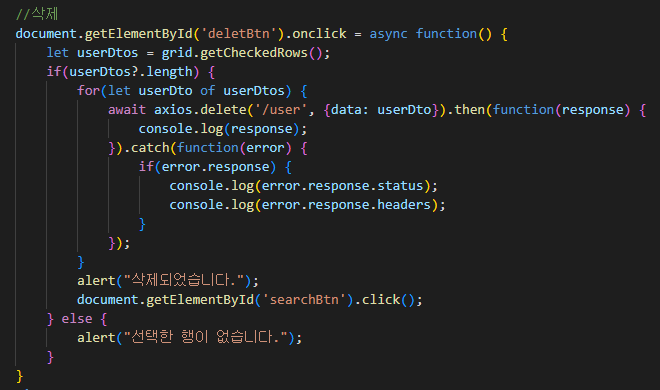 //삭제
document.getElementById('deletBtn').onclick = async function() {
    let userDtos = grid.getCheckedRows();
    if(userDtos?.length) {
        for(let userDto of userDtos) {
            await axios.delete('/user', {data: userDto}).then(function(response) {
                console.log(response);
            }).catch(function(error) {
                if(error.response) {
                    console.log(error.response.status);
                    console.log(error.response.headers);
                }
            });
        }
        alert("삭제되었습니다.");
        document.getElementById('searchBtn').click();
    } else {
        alert("선택한 행이 없습니다.");
    }
}